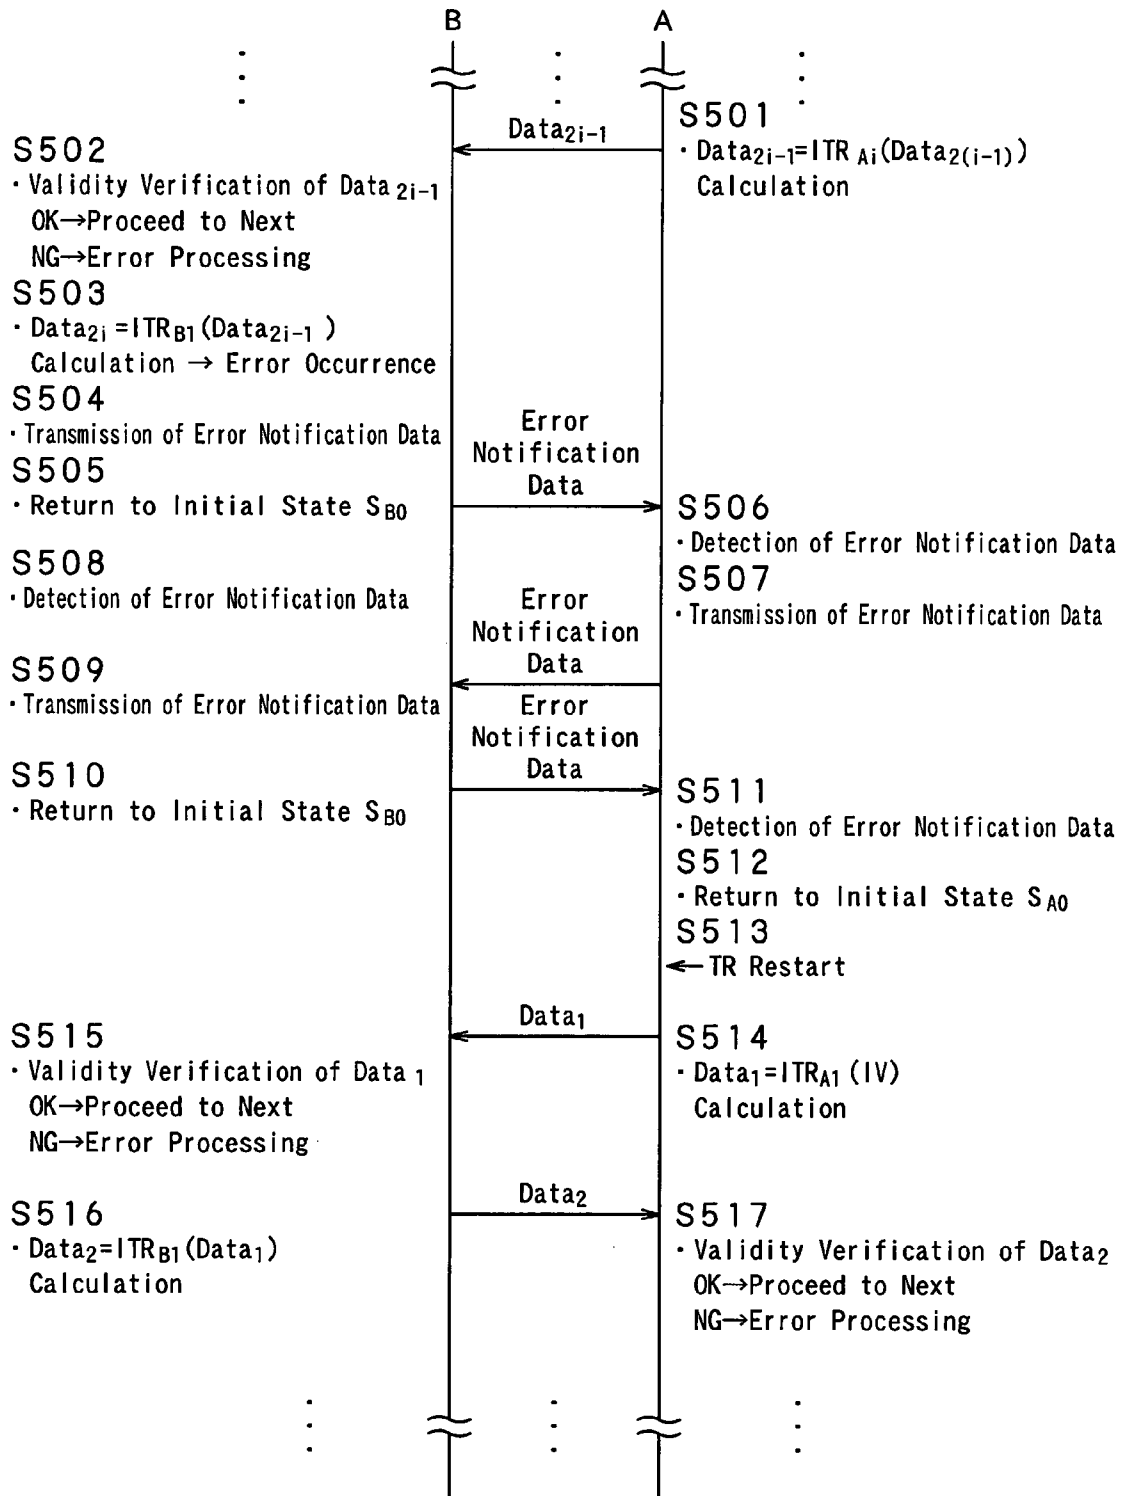 B
A
Data2i-1
S501
・Data2i-1=ITRAi(Data2(i-1))
Calculation
S502
・Validity Verification of Data2i-1
OK→Proceed to Next
NG→Error Processing
S503
・Data2i=ITRB1(Data2i-1)
Calculation → Error Occurrence
S504
・Transmission of Error Notification Data
Error
Notification
Data
S505
・Return to Initial State SB0
S506
・Detection of Error Notification Data
S507
・Transmission of Error Notification Data
S508
・Detection of Error Notification Data
Error
Notification
Data
S509
・Transmission of Error Notification Data
Error
Notification
Data
S510
・Return to Initial State SB0
S511
・Detection of Error Notification Data
S512
・Return to Initial State SA0
S513
←TR Restart
Data1
S514
・Data1=ITRA1(IV)
Calculation
S515
・Validity Verification of Data1
OK→Proceed to Next
NG→Error Processing
S516
・Data2=ITRB1(Data1)
Calculation
Data2
S517
・Validity Verification of Data2
OK→Proceed to Next
NG→Error Processing